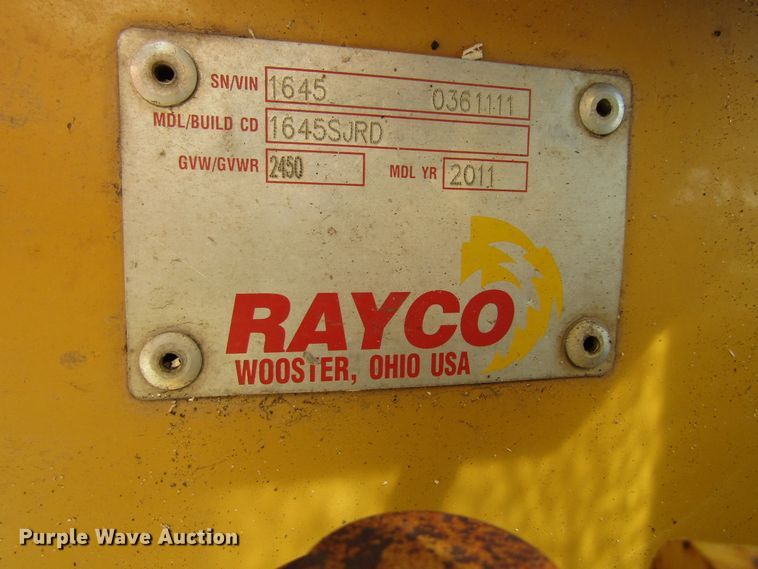 SN/VIN 1645 0361111
MDL/BUILD CD 1645SJRD
GVW/GVWR 2450 MDL YR 2011
RAYCO
WOOSTER, OHIO USA
Purple Wave Auction®